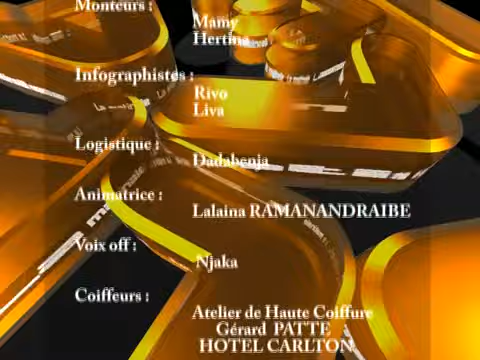 Monteurs :
Mamy
Hertina
Infographistes :
Rivo
Liva
Logistique :
Dadabenja
Animatrice :
Lalaina RAMANANDRAIBE
Voix off :
Njaka
Coiffeurs :
Atelier de Haute Coiffure
Gérard PATTE
HOTEL CARLTON